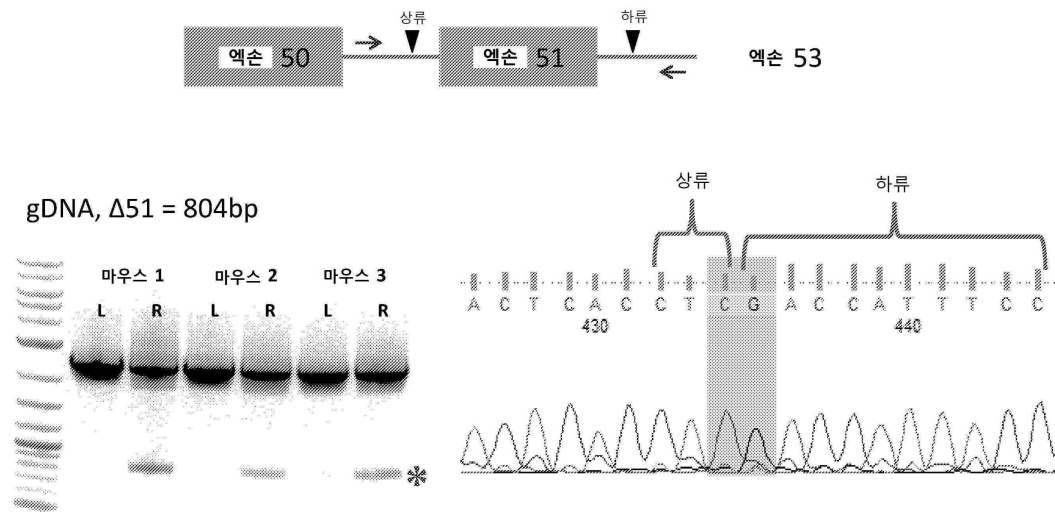 상류
하류
엑손 50
엑손 51
엑손 53
gDNA, Δ51 = 804bp
마우스 1
마우스 2
마우스 3
L R L R L R
*
상류
하류
A C T C A C C T C G A C C A T T T C C
430
440